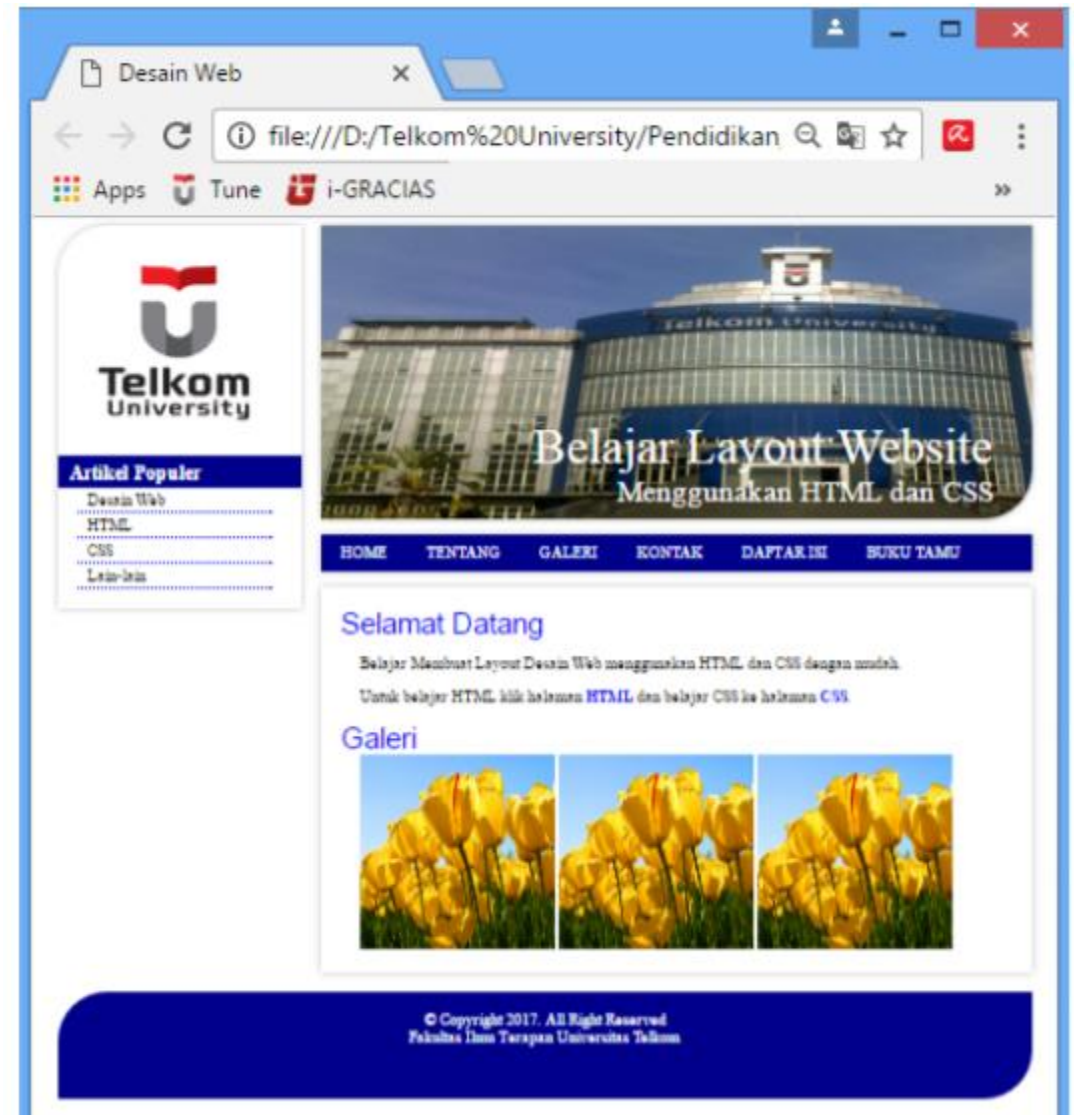 Desain Web
file:///D:/Telkom%20University/Pendidikan
Apps Tune i-GRACIAS
Telkom
University
Artikel Populer
Desain Web
HTML
CSS
Lain-lain
Telkom University
Belajar Layout Website
Menggunakan HTML dan CSS
HOME TENTANG GALERI KONTAK DAFTAR ISI BUKU TAMU
Selamat Datang
Belajar Membuat Layout Desain Web menggunakan HTML dan CSS dengan mudah.
Untuk belajar HTML klik halaman HTML dan belajar CSS ke halaman CSS
Galeri
© Copyright 2017. All Right Reserved
Fakultas Ilmu Terapan Universitas Telkom